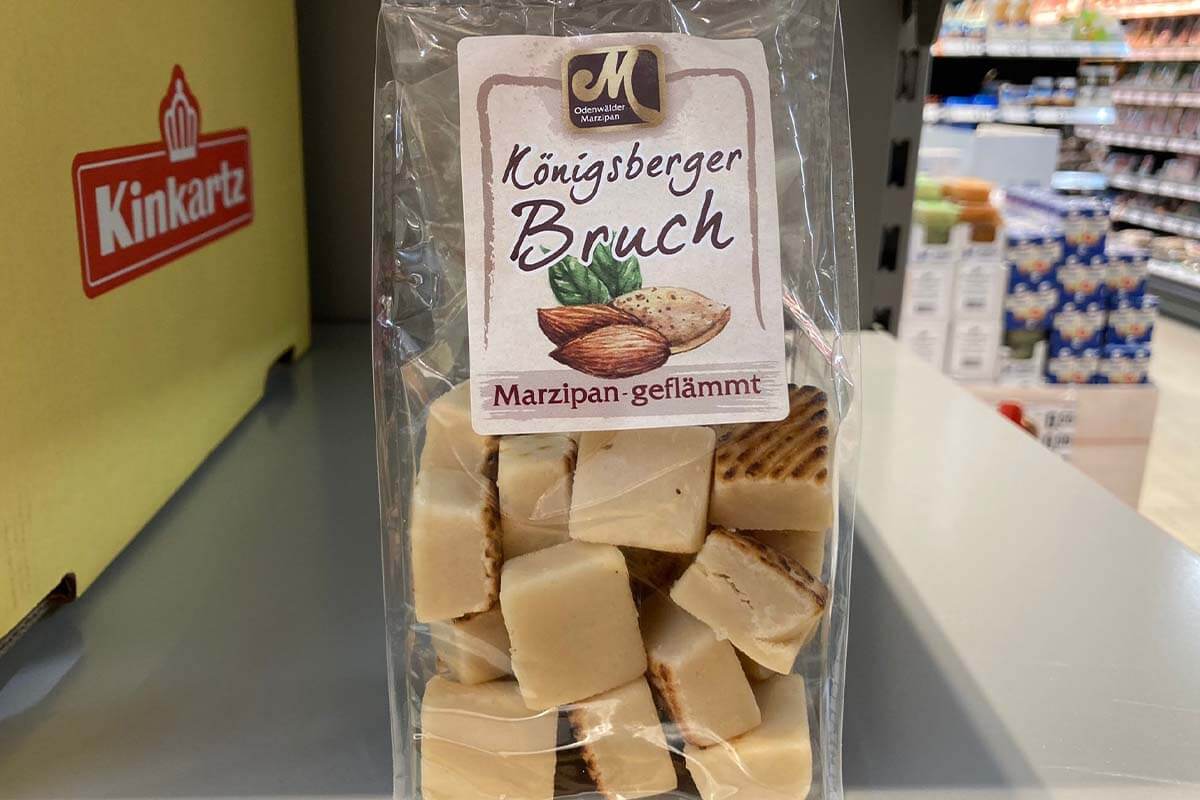 Kinkartz
M
Odenwälder
Marzipan
Königsberger
Bruch
Marzipan-geflämmt